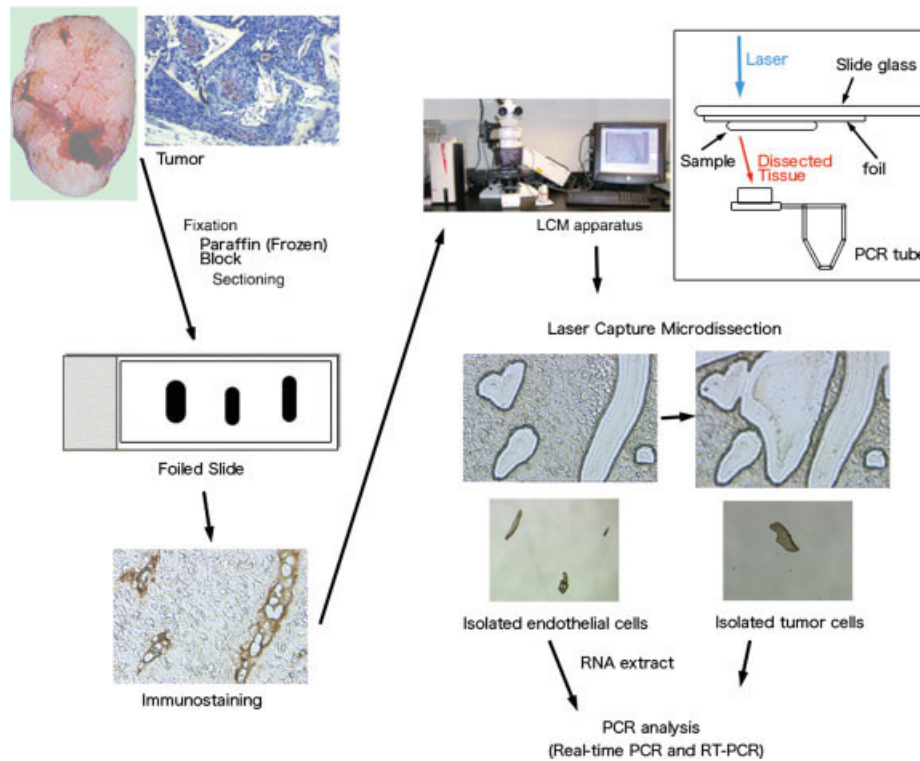 Tumor
Fixation
Paraffin (Frozen)
Block
Sectioning
Foiled Slide
Immunostaining
LCM apparatus
Laser
Slide glass
Sample
Dissected
Tissue
foil
PCR tube
Laser Capture Microdissection
Isolated endothelial cells
Isolated tumor cells
RNA extract
PCR analysis
(Real-time PCR and RT-PCR)